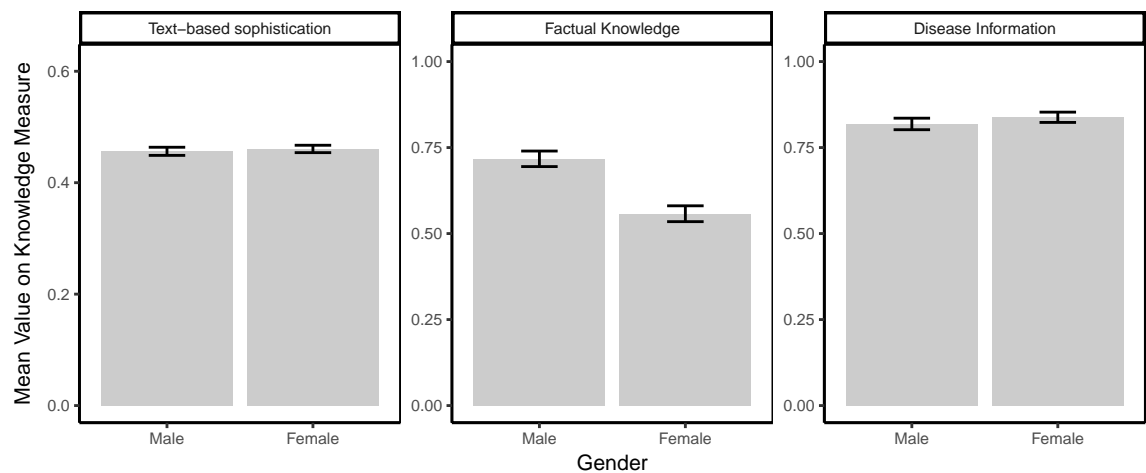 Text−based sophistication
Factual Knowledge
Disease Information
Mean Value on Knowledge Measure
0.6
0.4
0.2
0.0
1.00
0.75
0.50
0.25
0.00
1.00
0.75
0.50
0.25
0.00
Male Female
Male Female
Male Female
Gender